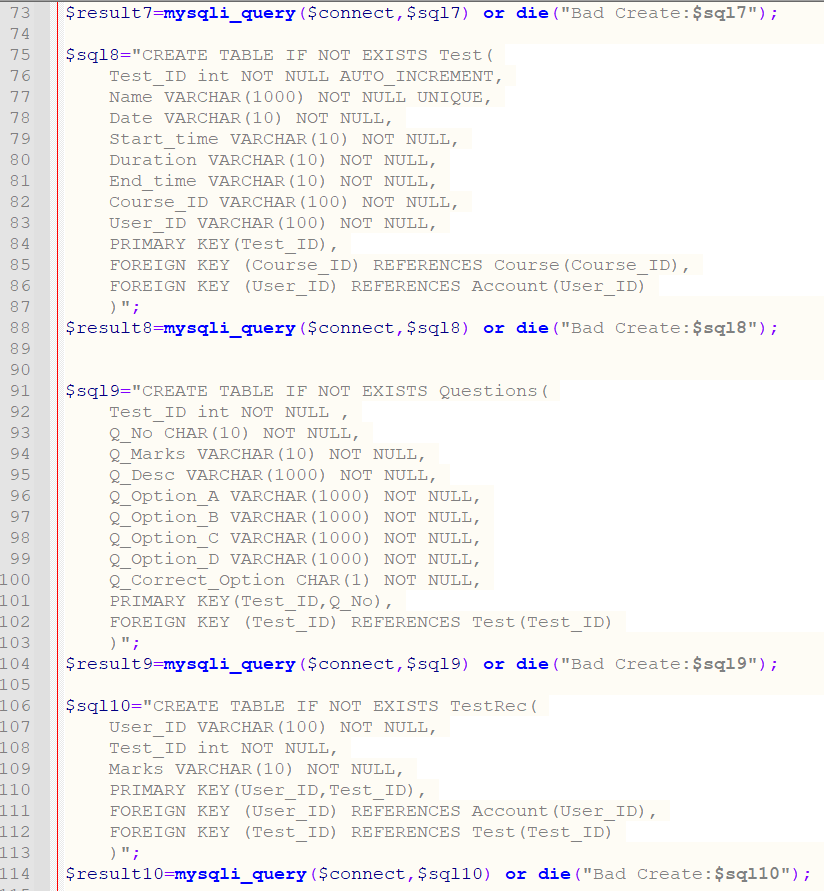 73 $result7=mysqli_query($connect,$sql7) or die("Bad Create:$sql7");
74
75 $sql8="CREATE TABLE IF NOT EXISTS Test(
76 Test_ID int NOT NULL AUTO_INCREMENT,
77 Name VARCHAR(1000) NOT NULL UNIQUE,
78 Date VARCHAR(10) NOT NULL,
79 Start_time VARCHAR(10) NOT NULL,
80 Duration VARCHAR(10) NOT NULL,
81 End_time VARCHAR(10) NOT NULL,
82 Course_ID VARCHAR(100) NOT NULL,
83 User_ID VARCHAR(100) NOT NULL,
84 PRIMARY KEY(Test_ID),
85 FOREIGN KEY (Course_ID) REFERENCES Course(Course_ID),
86 FOREIGN KEY (User_ID) REFERENCES Account(User_ID)
87 )";
88 $result8=mysqli_query($connect,$sql8) or die("Bad Create:$sql8");
89
90
91 $sql9="CREATE TABLE IF NOT EXISTS Questions(
92 Test_ID int NOT NULL ,
93 Q_No CHAR(10) NOT NULL,
94 Q_Marks VARCHAR(10) NOT NULL,
95 Q_Desc VARCHAR(1000) NOT NULL,
96 Q_Option_A VARCHAR(1000) NOT NULL,
97 Q_Option_B VARCHAR(1000) NOT NULL,
98 Q_Option_C VARCHAR(1000) NOT NULL,
99 Q_Option_D VARCHAR(1000) NOT NULL,
100 Q_Correct_Option CHAR(1) NOT NULL,
101 PRIMARY KEY(Test_ID,Q_No),
102 FOREIGN KEY (Test_ID) REFERENCES Test(Test_ID)
103 )";
104 $result9=mysqli_query($connect,$sql9) or die("Bad Create:$sql9");
105
106 $sql10="CREATE TABLE IF NOT EXISTS TestRec(
107 User_ID VARCHAR(100) NOT NULL,
108 Test_ID int NOT NULL,
109 Marks VARCHAR(10) NOT NULL,
110 PRIMARY KEY(User_ID,Test_ID),
111 FOREIGN KEY (User_ID) REFERENCES Account(User_ID),
112 FOREIGN KEY (Test_ID) REFERENCES Test(Test_ID)
113 )";
114 $result10=mysqli_query($connect,$sql10) or die("Bad Create:$sql10");